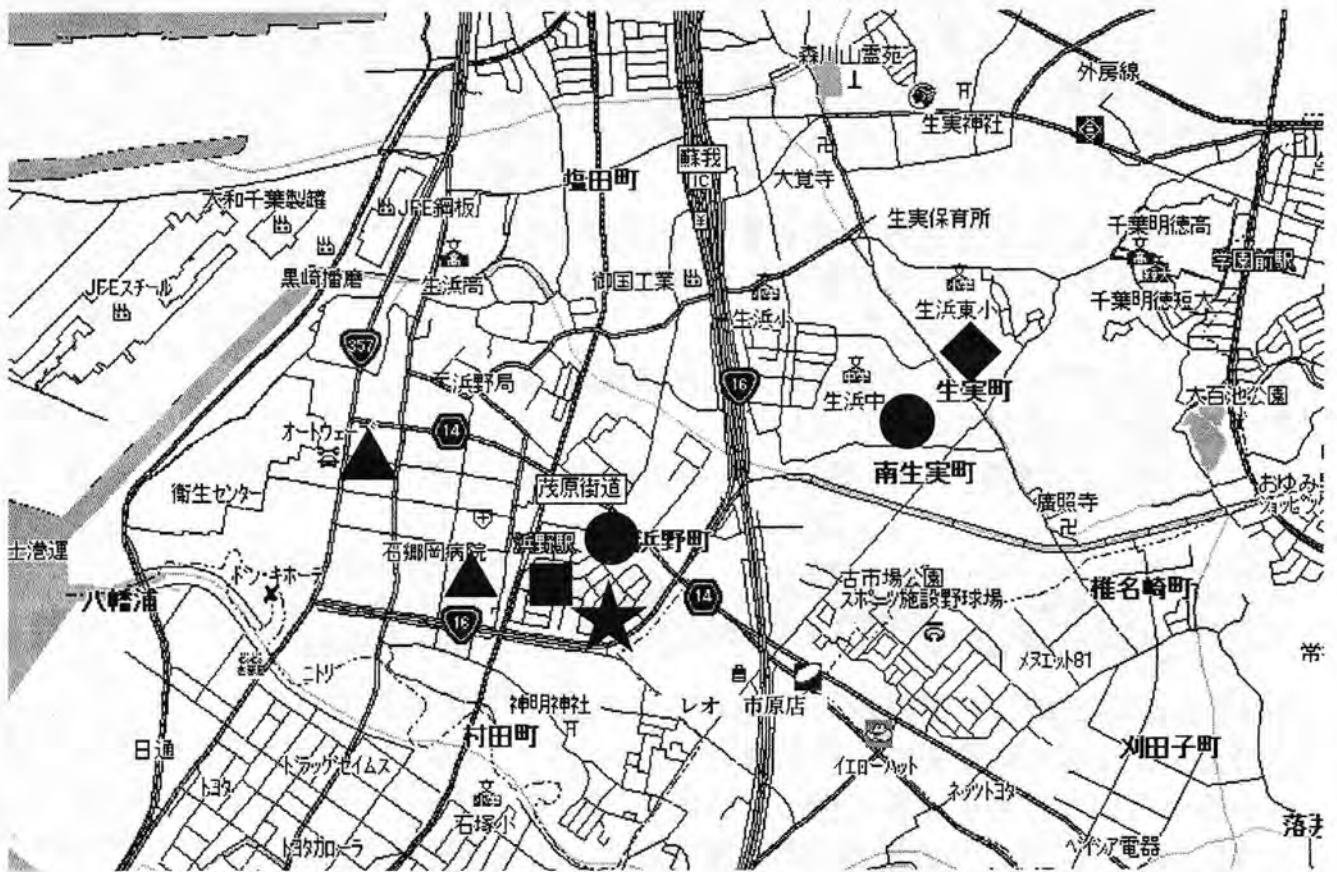 森川山霊苑
外房線
生実神社
蘇我
IC
塩田町
大覚寺
大和千葉製罐
JFE鋼板
生実保育所
千葉明徳高
学園前駅
黒崎播磨
生浜高
御国工業
生浜小
生浜東小
千葉明徳短大
JFEスチール
357
16
浜野局
生浜中
生実町
大百池公園
オートウェーブ
14
南生実町
衛生センター
茂原街道
廣照寺
おゆみ
ショッピン
石郷岡病院
浜野駅
浜野町
古市場公園
スポーツ施設野球場
椎名崎町
士港運
八幡浦
ドン・キホーテ
16
14
メヌエット81
常
ニトリ
神明神社
レオ
市原店
村田町
刈田子町
日通
ドラッグセイムス
イエローハット
トヨタ
ネッツトヨタ
石塚小
落井
トヨタカローラ
ベイシア電器